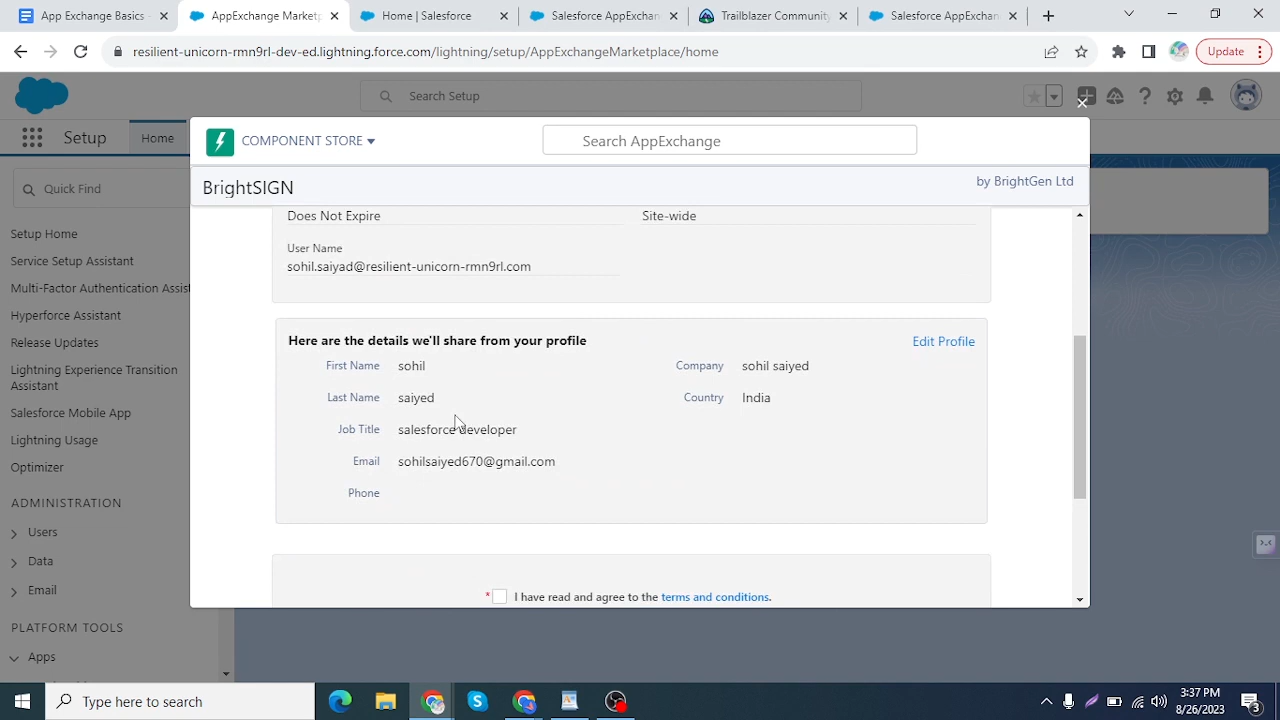 App Exchange Basics
AppExchange Marketp
Home | Salesforce
Salesforce AppExchan
Trailblazer Community
Salesforce AppExchan
resilient-unicorn-rmn9rl-dev-ed.lightning.force.com/lightning/setup/AppExchangeMarketplace/home
Update
Search Setup
Setup
Home
COMPONENT STORE
Search AppExchange
BrightSIGN
by BrightGen Ltd
Quick Find
Setup Home
Service Setup Assistant
Multi-Factor Authentication Assist
Hyperforce Assistant
Release Updates
Lightning Experience Transition
Assistant
Salesforce Mobile App
Lightning Usage
Optimizer
ADMINISTRATION
Users
Data
Email
PLATFORM TOOLS
Apps
Does Not Expire
Site-wide
User Name
sohil.saiyad@resilient-unicorn-rmn9rl.com
Here are the details we'll share from your profile
Edit Profile
First Name sohil
Company sohil saiyed
Last Name saiyed
Country India
Job Title salesforce developer
Email sohilsaiyed670@gmail.com
Phone
* I have read and agree to the terms and conditions.
Type here to search
3:37 PM
8/26/2023
3